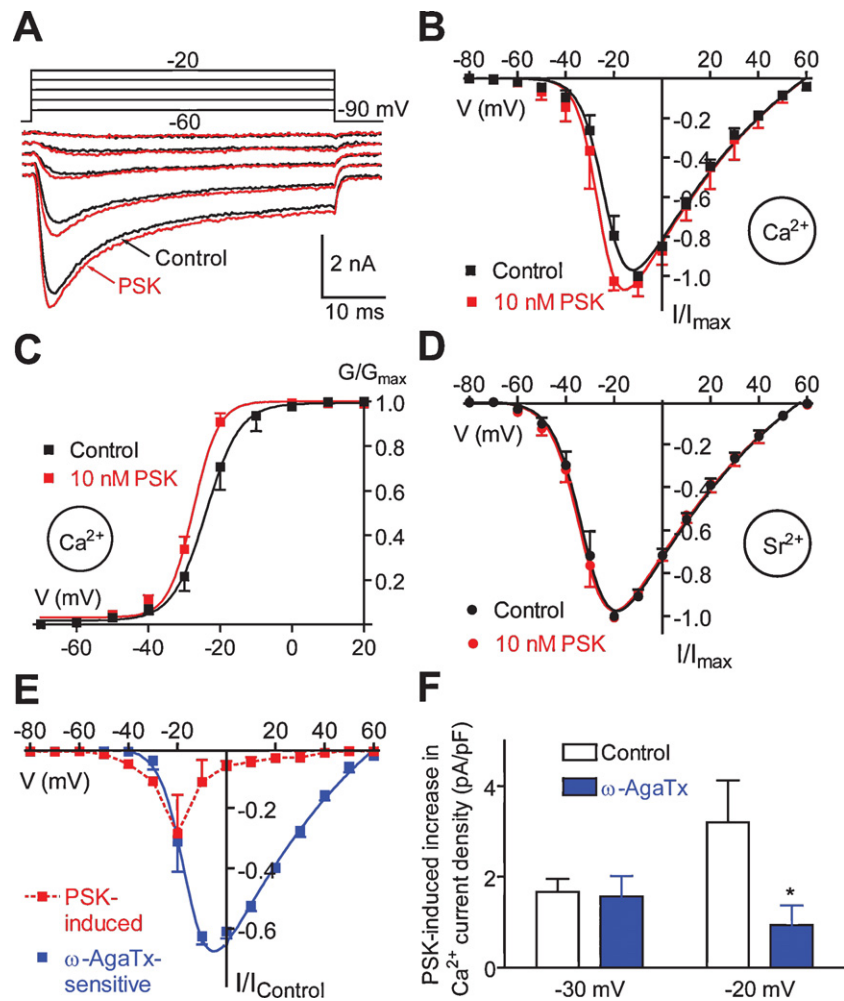 A
-20
-90 mV
-60
Control
PSK
2 nA
10 ms
B
-80 -60 -40 -20 0 20 40 60
V (mV)
-0.2
-0.4
-0.6
-0.8
-1.0
Ca2+
Control
10 nM PSK
I/Imax
C
G/Gmax
1.0
0.8
0.6
0.4
0.2
Control
10 nM PSK
Ca2+
V (mV)
-60 -40 -20 0 20
D
-80 -60 -40 -20 0 20 40 60
V (mV)
-0.2
-0.4
-0.6
-0.8
-1.0
Sr2+
Control
10 nM PSK
I/Imax
E
-80 -60 -40 -20 0 20 40 60
V (mV)
-0.2
-0.4
-0.6
PSK-
induced
ω-AgaTx-
sensitive
I/IControl
F
PSK-induced increase in
Ca2+ current density (pA/pF)
4
2
0
Control
ω-AgaTx
*
-30 mV -20 mV